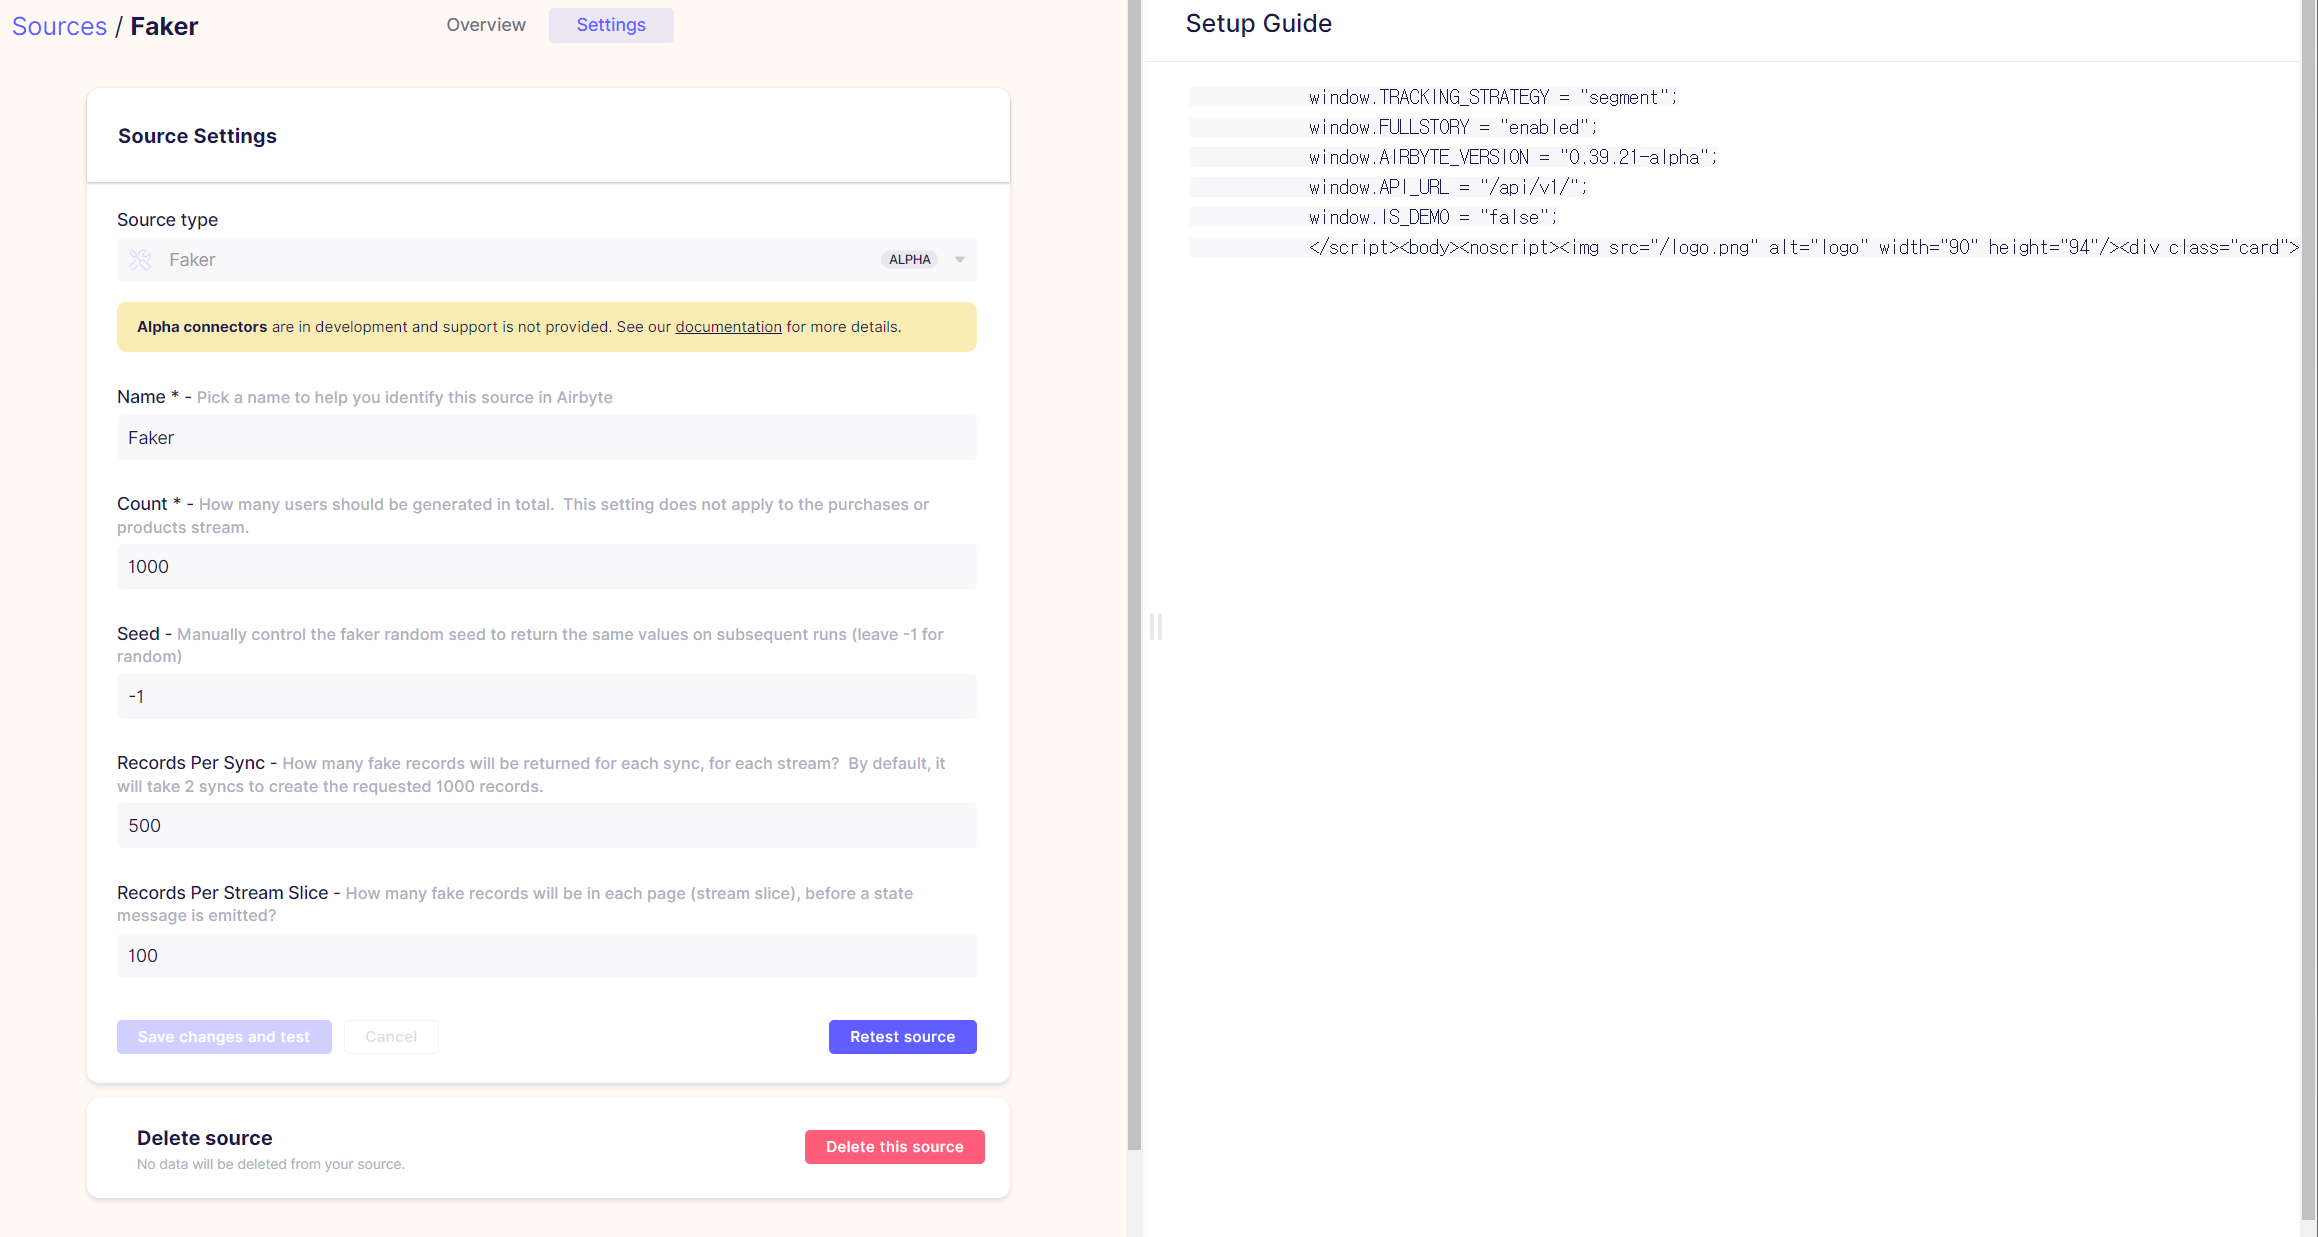 Sources / Faker
Overview
Settings
Source Settings
Source type
Faker
ALPHA
Alpha connectors are in development and support is not provided. See our documentation for more details.
Name * - Pick a name to help you identify this source in Airbyte
Faker
Count * - How many users should be generated in total.  This setting does not apply to the purchases or
products stream.
1000
Seed - Manually control the faker random seed to return the same values on subsequent runs (leave -1 for
random)
-1
Records Per Sync - How many fake records will be returned for each sync, for each stream?  By default, it
will take 2 syncs to create the requested 1000 records.
500
Records Per Stream Slice - How many fake records will be in each page (stream slice), before a state
message is emitted?
100
Save changes and test
Cancel
Retest source
Delete source
No data will be deleted from your source.
Delete this source
Setup Guide
window.TRACKING_STRATEGY = "segment";
window.FULLSTORY = "enabled";
window.AIRBYTE_VERSION = "0.39.21-alpha";
window.API_URL = "/api/v1/";
window.IS_DEMO = "false";
</script><body><noscript><img src="/logo.png" alt="logo" width="90" height="94"/><div class="card">